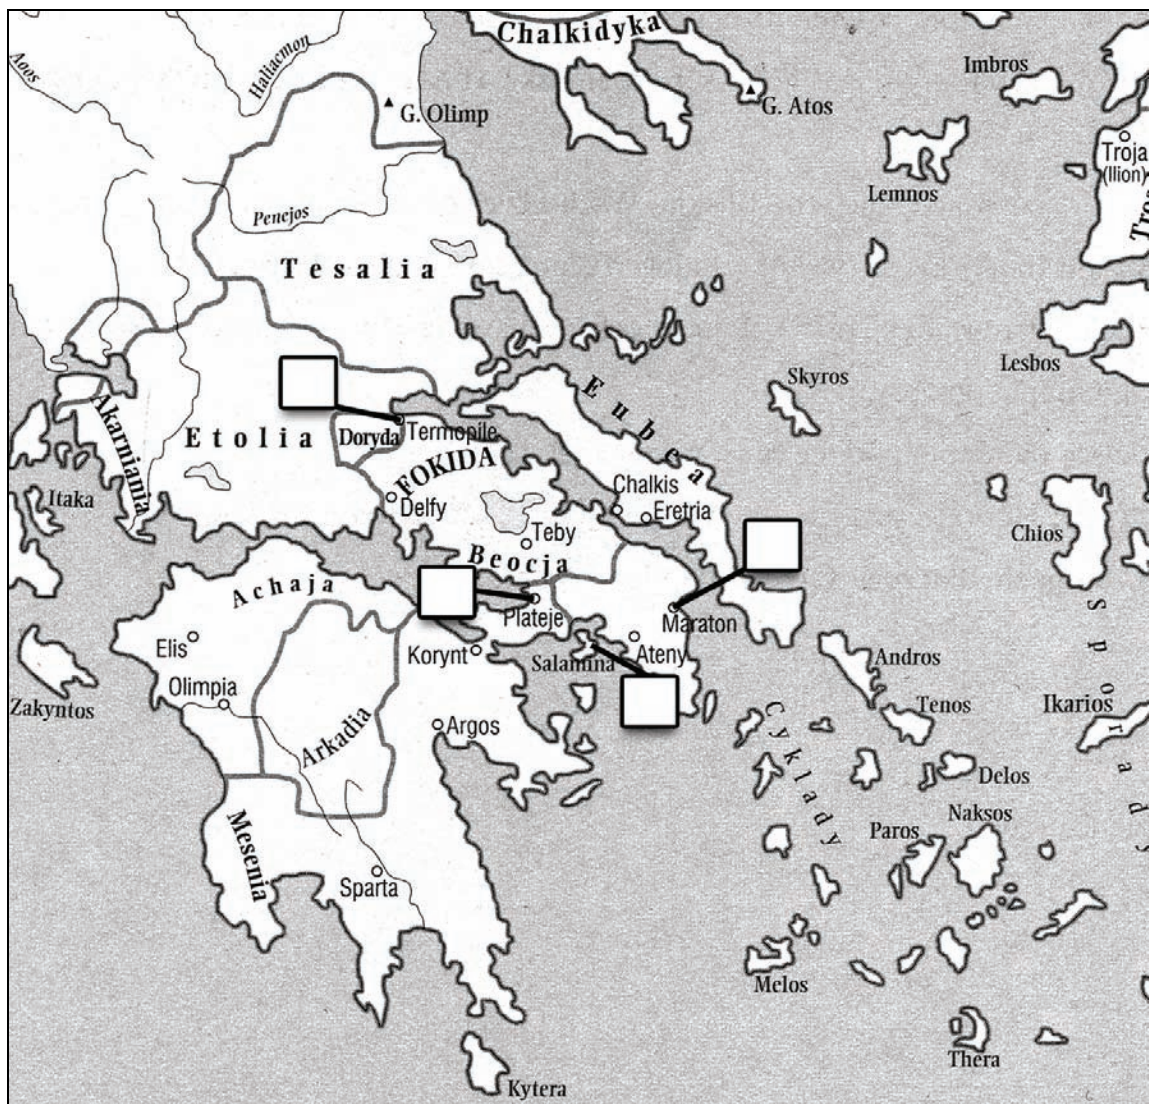 Chalkidyka
Aoos
Haliacmon
G. Olimp
G. Atos
Imbros
Troja
(Ilion)
Lemnos
Penejos
Tesalia
Lesbos
Skyros
Eubea
Akarniania
Etolia
Doryda
Termopile
FOKIDA
Itaka
Delfy
Chalkis
Eretria
Chios
Teby
Beocja
Achaja
Plateje
Maraton
Elis
Korynt
Salamina
Ateny
Andros
Zakyntos
Olimpia
Tenos
Ikarios
Arkadia
Argos
Cyklady
Delos
Mesenia
Paros
Naksos
Sparta
Melos
Thera
Kytera